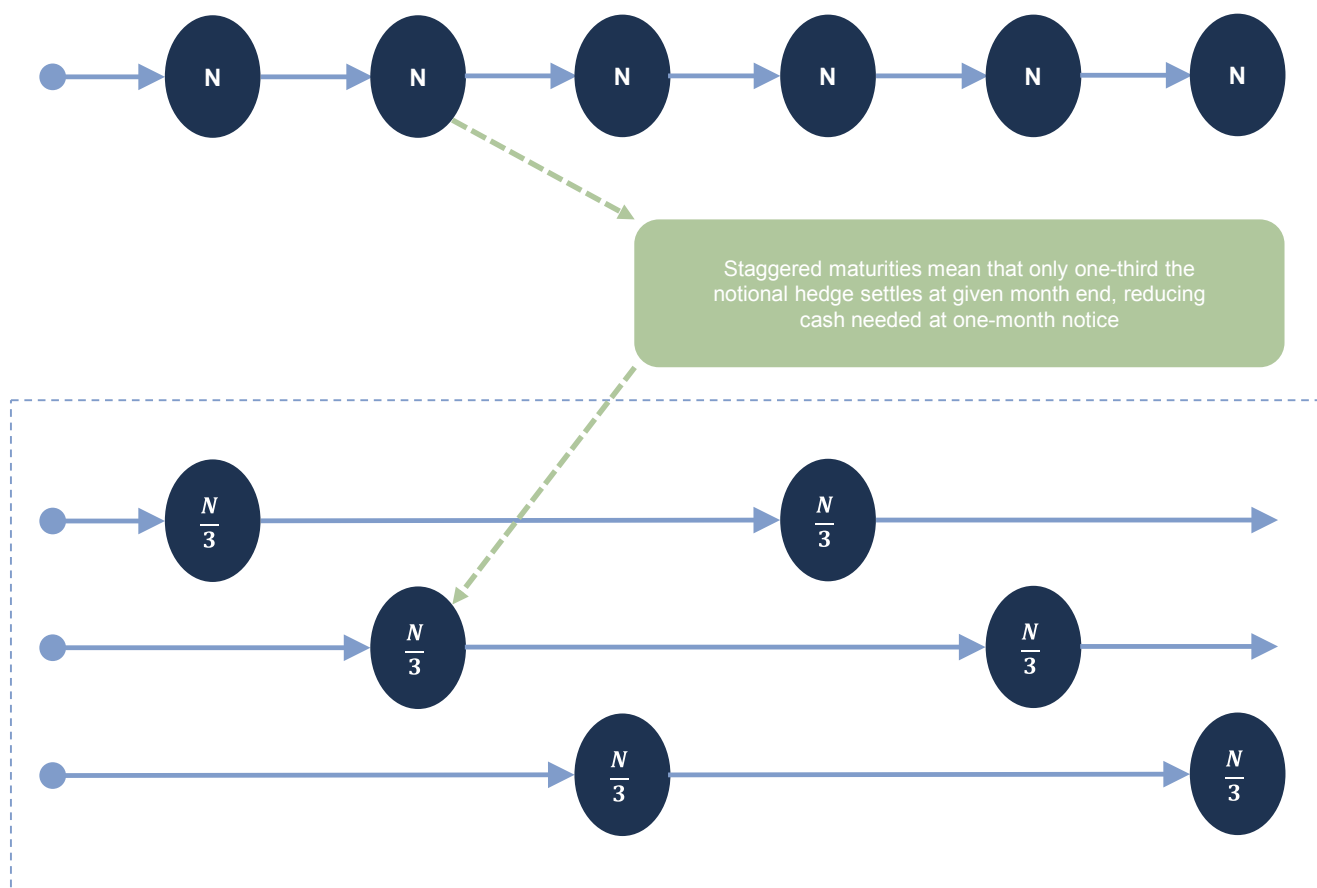 N N N N N N
Staggered maturities mean that only one-third the
notional hedge settles at given month end, reducing
cash needed at one-month notice
N/3 N/3
N/3 N/3
N/3 N/3